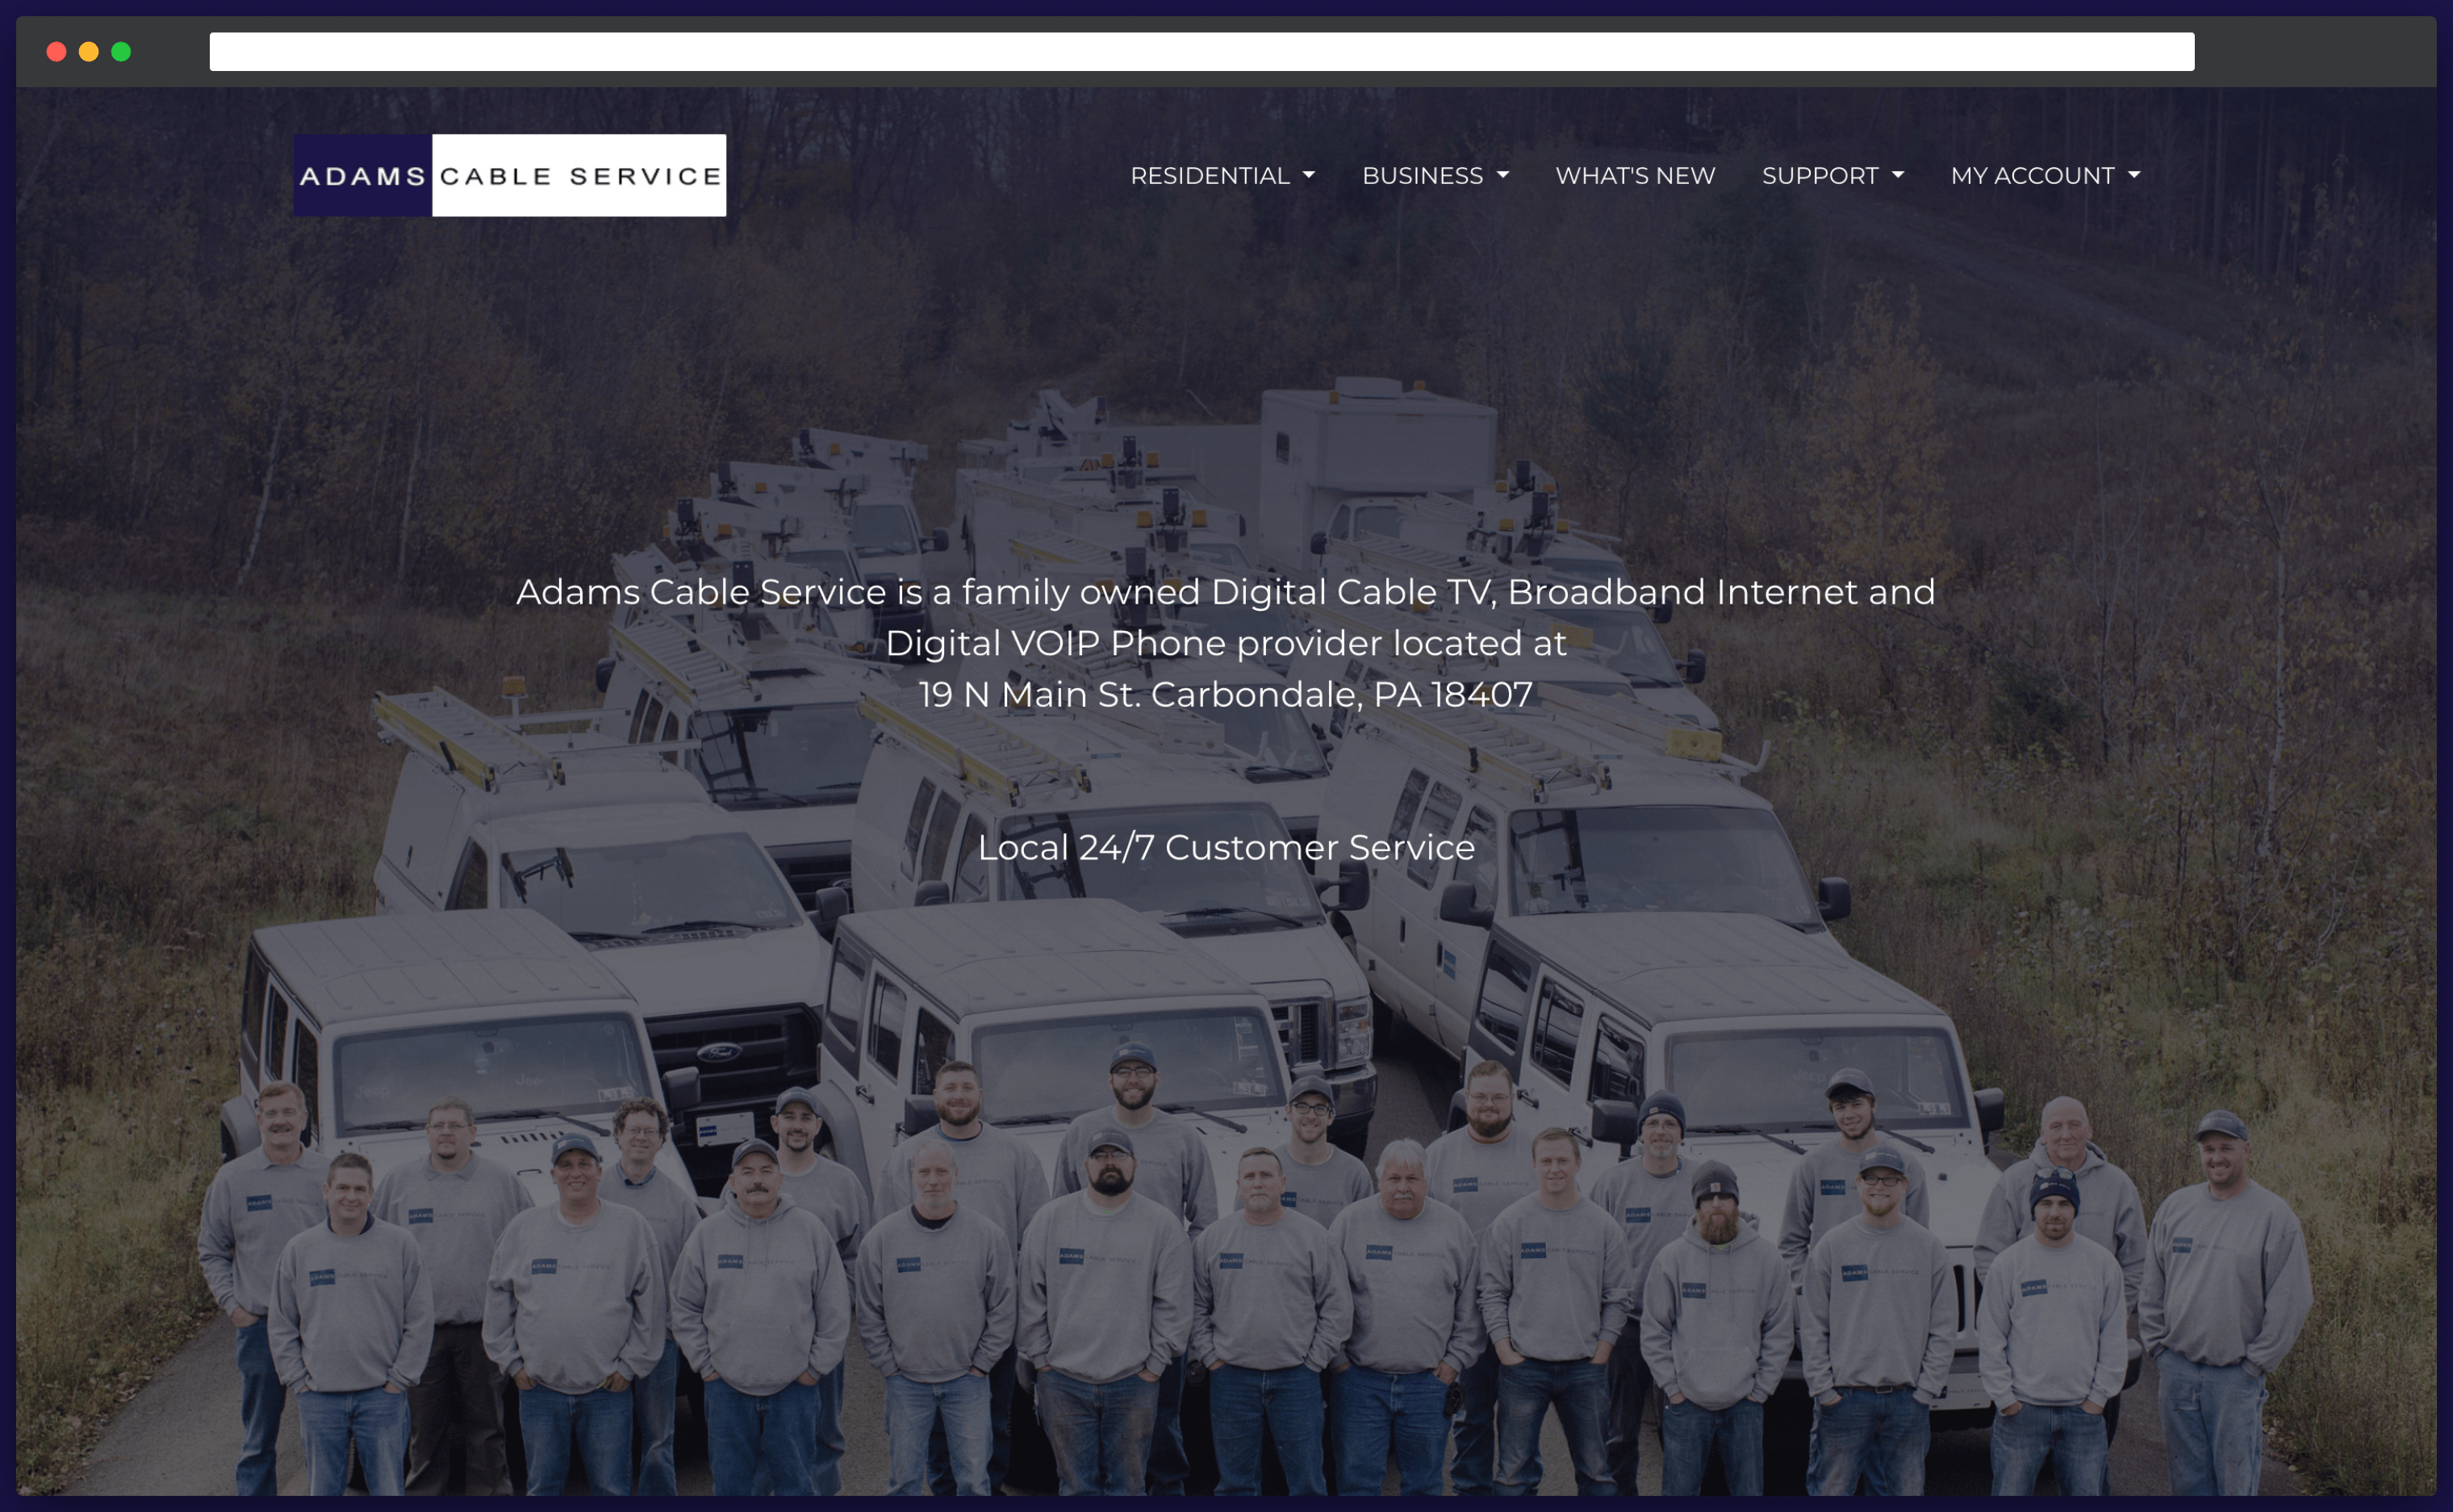 ADAMS CABLE SERVICE
RESIDENTIAL BUSINESS WHAT'S NEW SUPPORT MY ACCOUNT
Adams Cable Service is a family owned Digital Cable TV, Broadband Internet and
Digital VOIP Phone provider located at
19 N Main St. Carbondale, PA 18407
Local 24/7 Customer Service
Ford